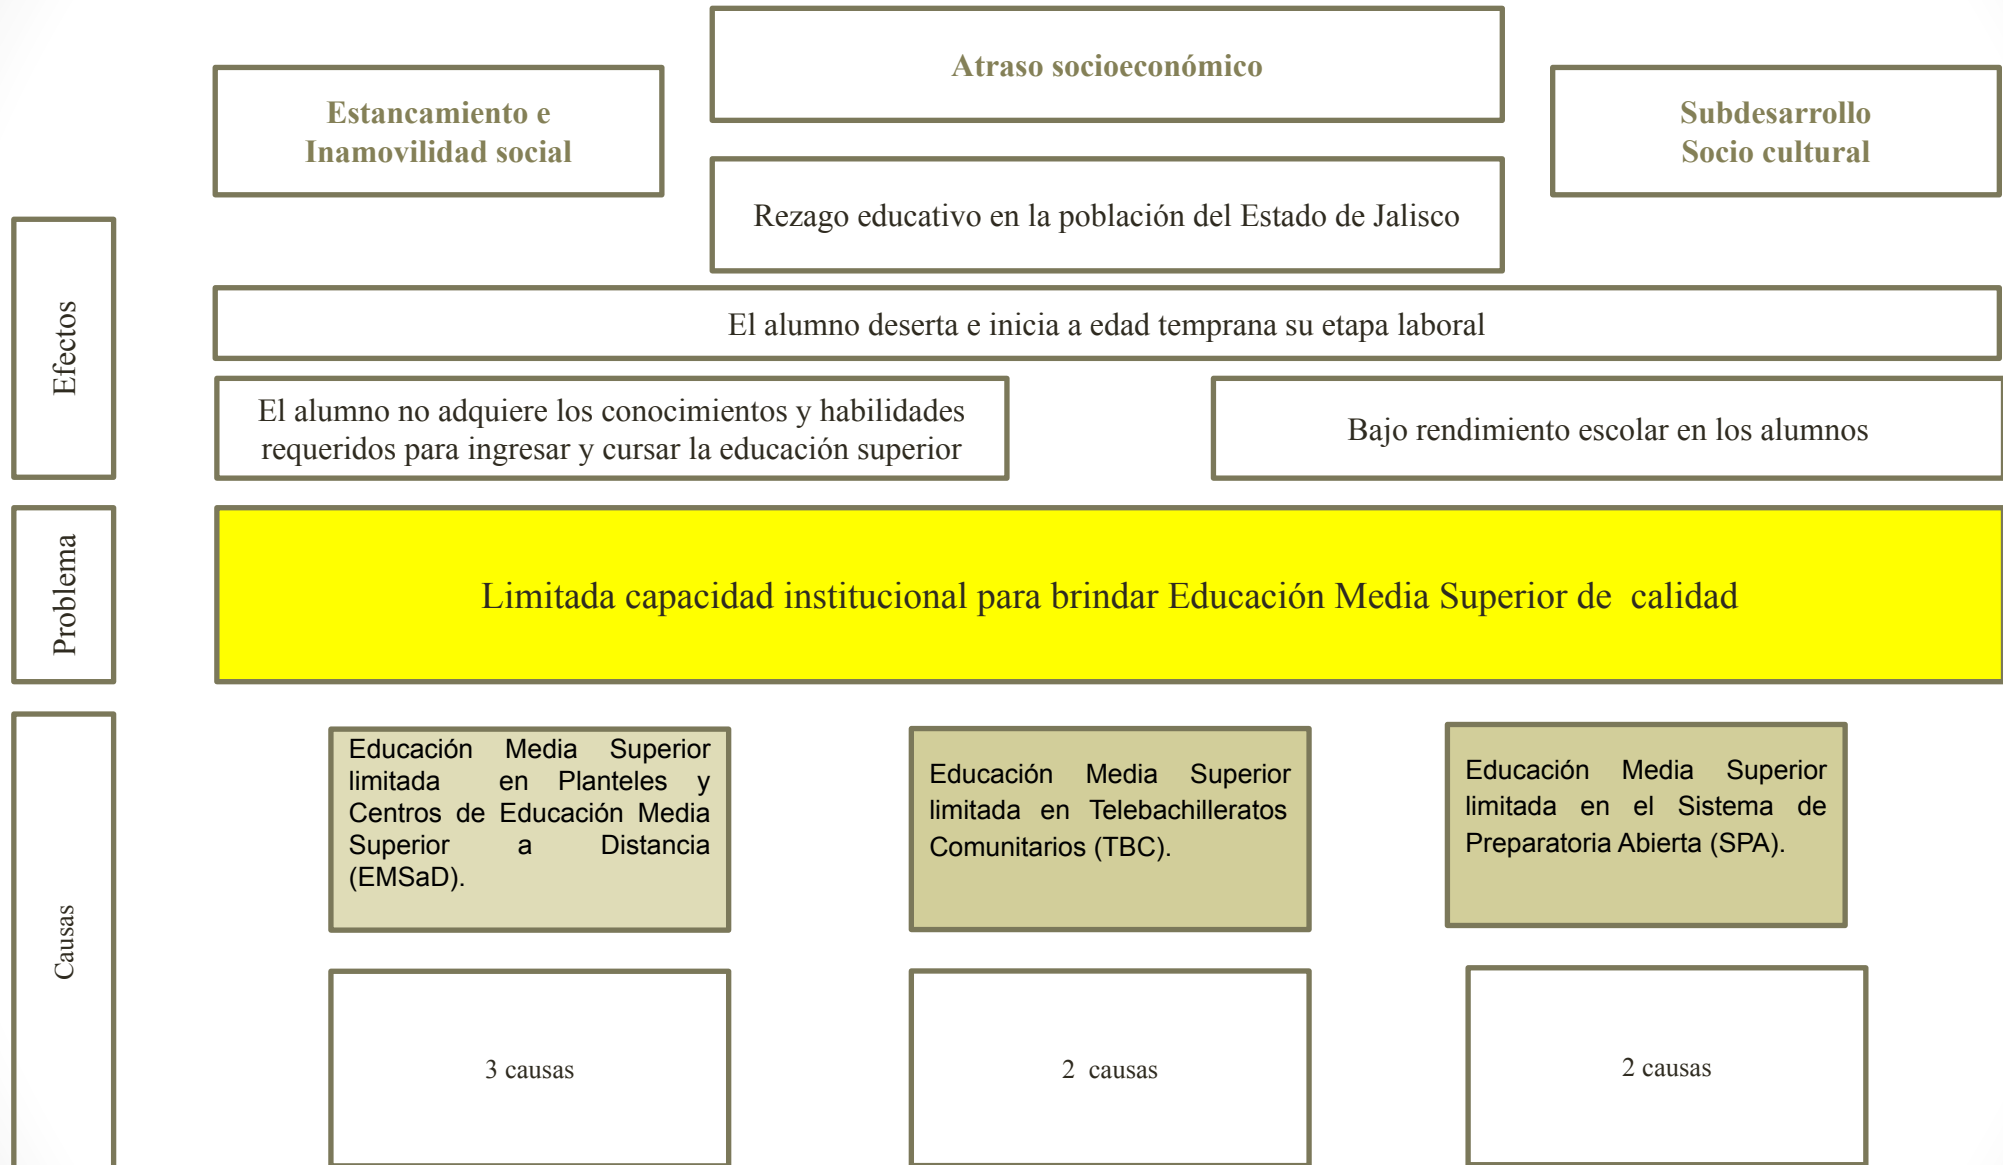 Atraso socioeconómico
Estancamiento e
Inamovilidad social
Subdesarrollo
Socio cultural
Rezago educativo en la población del Estado de Jalisco
Efectos
El alumno deserta e inicia a edad temprana su etapa laboral
El alumno no adquiere los conocimientos y habilidades
requeridos para ingresar y cursar la educación superior
Bajo rendimiento escolar en los alumnos
Problema
Limitada capacidad institucional para brindar Educación Media Superior de calidad
Causas
Educación Media Superior
limitada en Planteles y
Centros de Educación Media
Superior a Distancia
(EMSaD).
Educación Media Superior
limitada en Telebachilleratos
Comunitarios (TBC).
Educación Media Superior
limitada en el Sistema de
Preparatoria Abierta (SPA).
3 causas
2 causas
2 causas